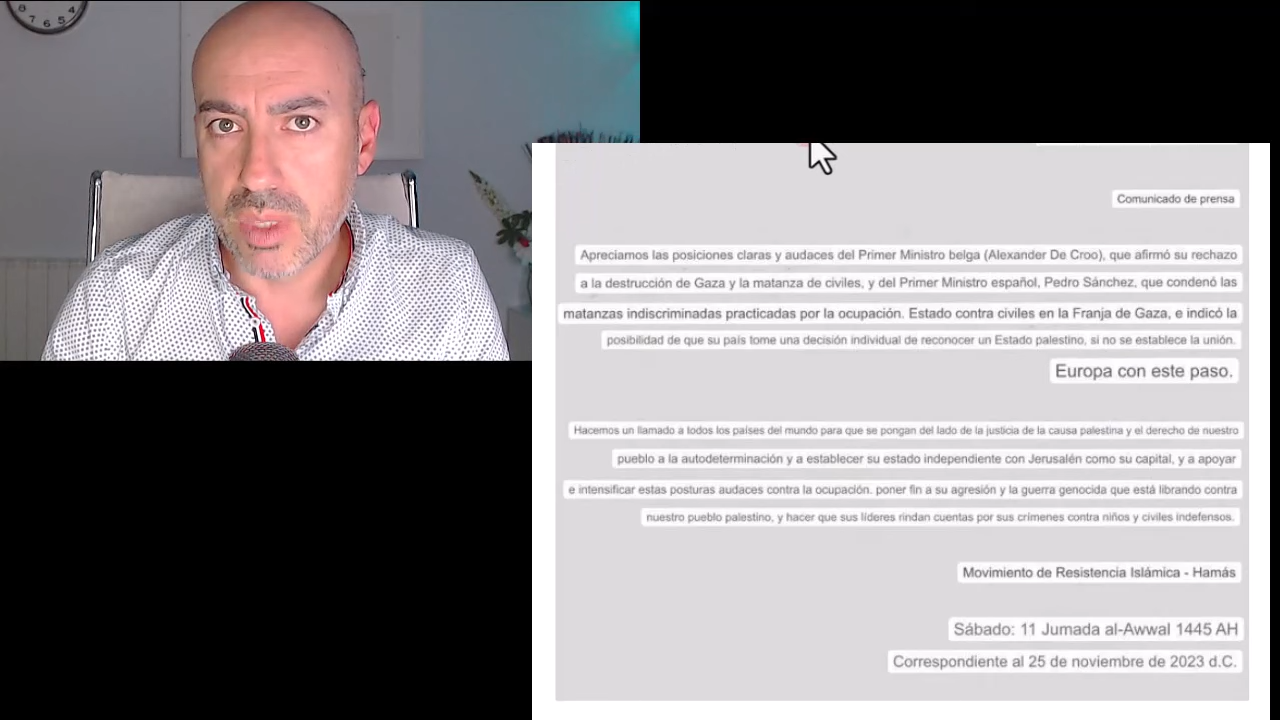 8 7 6 5 4
Comunicado de prensa
Apreciamos las posiciones claras y audaces del Primer Ministro belga (Alexander De Croo), que afirmó su rechazo
a la destrucción de Gaza y la matanza de civiles, y del Primer Ministro español, Pedro Sánchez, que condenó las
matanzas indiscriminadas practicadas por la ocupación. Estado contra civiles en la Franja de Gaza, e indicó la
posibilidad de que su país tome una decisión individual de reconocer un Estado palestino, si no se establece la unión.
Europa con este paso.
Hacemos un llamado a todos los países del mundo para que se pongan del lado de la justicia de la causa palestina y el derecho de nuestro
pueblo a la autodeterminación y a establecer su estado independiente con Jerusalén como su capital, y a apoyar
e intensificar estas posturas audaces contra la ocupación. poner fin a su agresión y la guerra genocida que está librando contra
nuestro pueblo palestino, y hacer que sus líderes rindan cuentas por sus crímenes contra niños y civiles indefensos.
Movimiento de Resistencia Islámica - Hamás
Sábado: 11 Jumada al-Awwal 1445 AH
Correspondiente al 25 de noviembre de 2023 d.C.